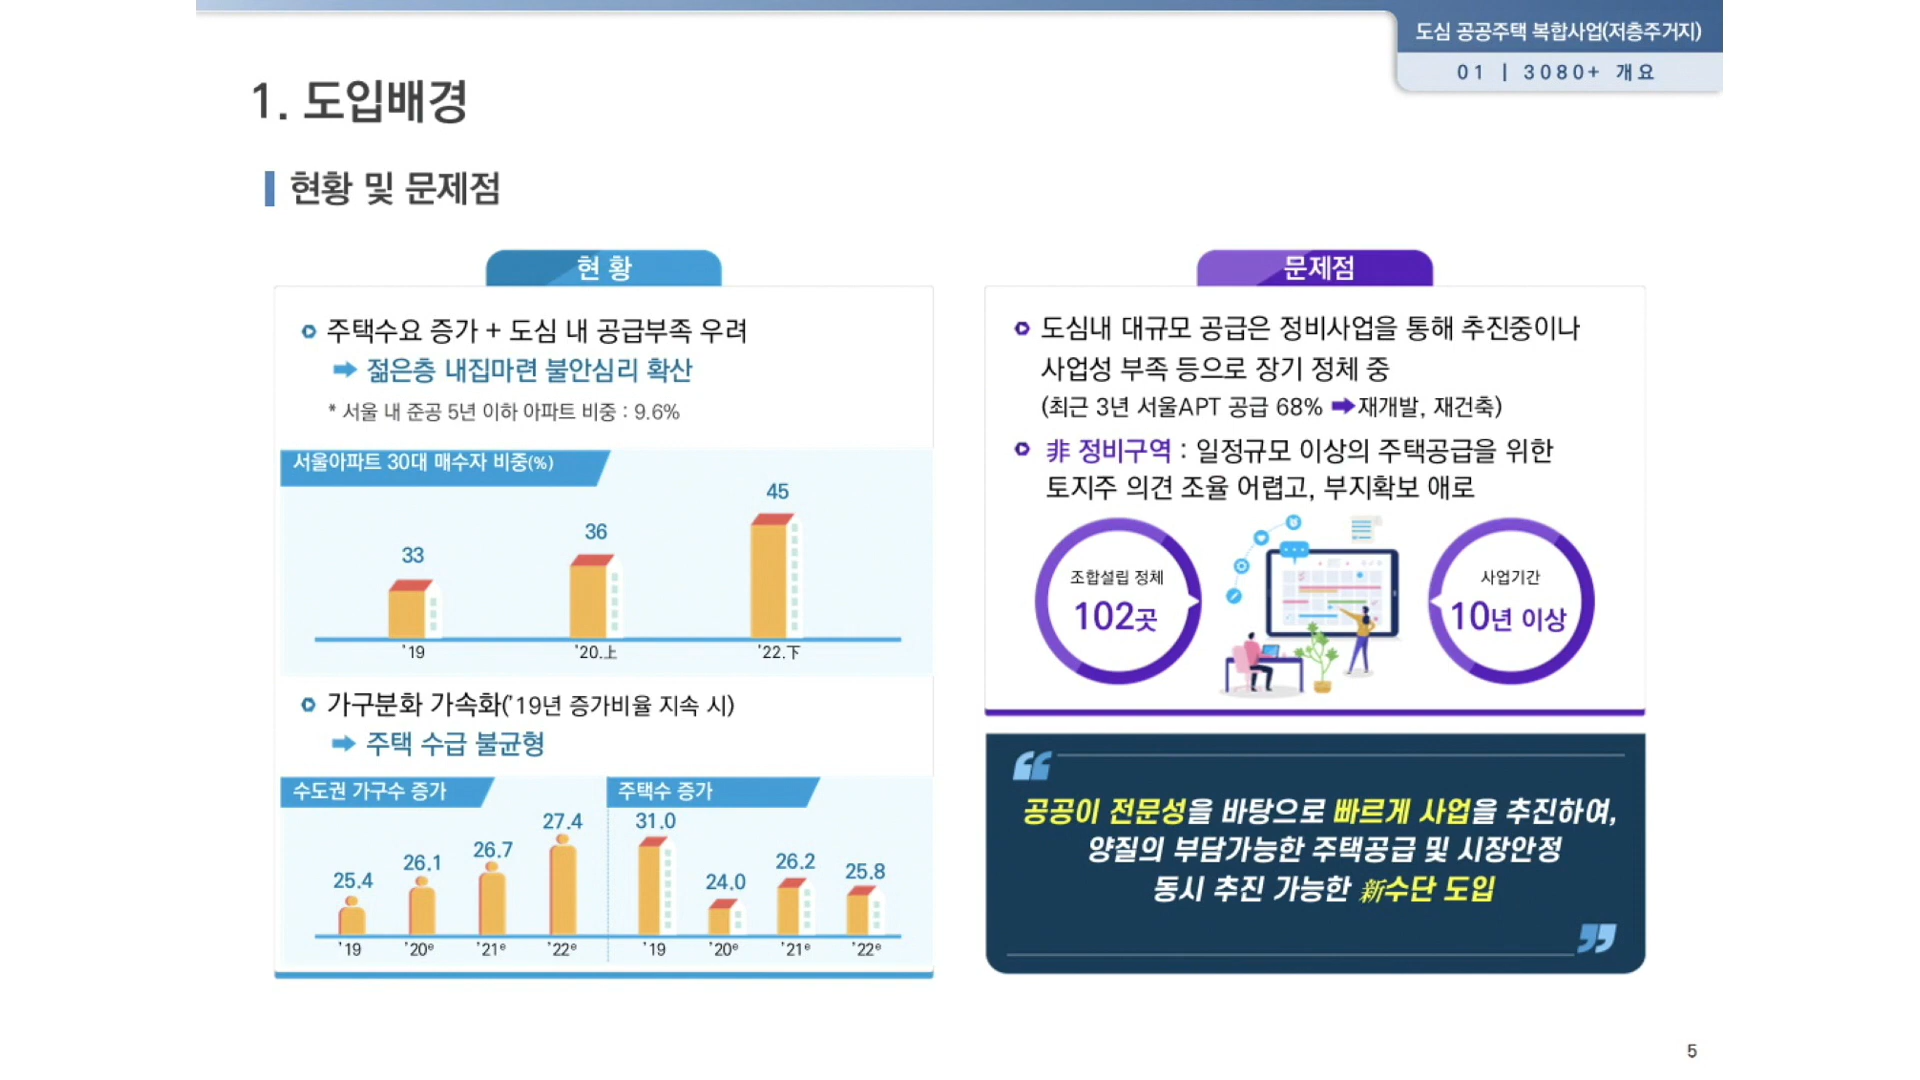 도심 공공주택 복합사업(저층주거지)
01 | 3080+ 개요
1. 도입배경
현황 및 문제점
현 황
주택수요 증가 + 도심 내 공급부족 우려
➡ 젊은층 내집마련 불안심리 확산
* 서울 내 준공 5년 이하 아파트 비중 : 9.6%
서울아파트 30대 매수자 비중(%)
33
36
45
'19
'20.上
'22.下
가구분화 가속화('19년 증가비율 지속 시)
➡ 주택 수급 불균형
수도권 가구수 증가
25.4
26.1
26.7
27.4
'19
'20e
'21e
'22e
주택수 증가
31.0
24.0
26.2
25.8
'19
'20e
'21e
'22e
문제점
도심내 대규모 공급은 정비사업을 통해 추진중이나
사업성 부족 등으로 장기 정체 중
(최근 3년 서울APT 공급 68% ➡재개발, 재건축)
非 정비구역 : 일정규모 이상의 주택공급을 위한
토지주 의견 조율 어렵고, 부지확보 애로
조합설립 정체
102곳
사업기간
10년 이상
공공이 전문성을 바탕으로 빠르게 사업을 추진하여,
양질의 부담가능한 주택공급 및 시장안정
동시 추진 가능한 新수단 도입
5